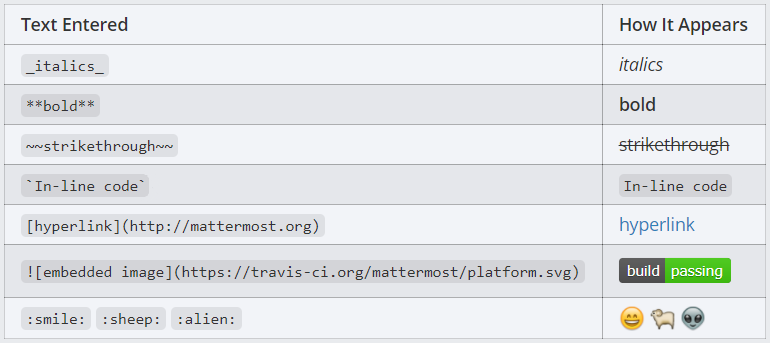 Text Entered How It Appears
_italics_ italics
**bold** bold
~~strikethrough~~ strikethrough
`In-line code` In-line code
[hyperlink](http://mattermost.org) hyperlink
![embedded image](https://travis-ci.org/mattermost/platform.svg) build passing
:smile: :sheep: :alien: 😄 🐑 👽